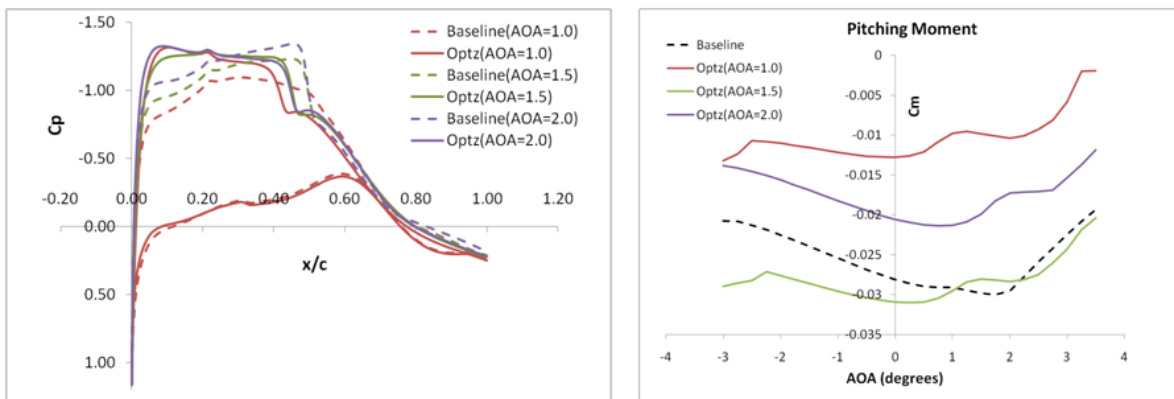 -1.50
-1.00
-0.50
0.00
0.50
1.00
Cp
-0.20
0.00
0.20
0.40
0.60
0.80
1.00
1.20
x/c
Baseline(AOA=1.0)
Optz(AOA=1.0)
Baseline(AOA=1.5)
Optz(AOA=1.5)
Baseline(AOA=2.0)
Optz(AOA=2.0)
Pitching Moment
Baseline
Optz(AOA=1.0)
Optz(AOA=1.5)
Optz(AOA=2.0)
0
-0.005
-0.01
-0.015
-0.02
-0.025
-0.03
-0.035
Cm
-4
-3
-2
-1
0
1
2
3
4
AOA (degrees)